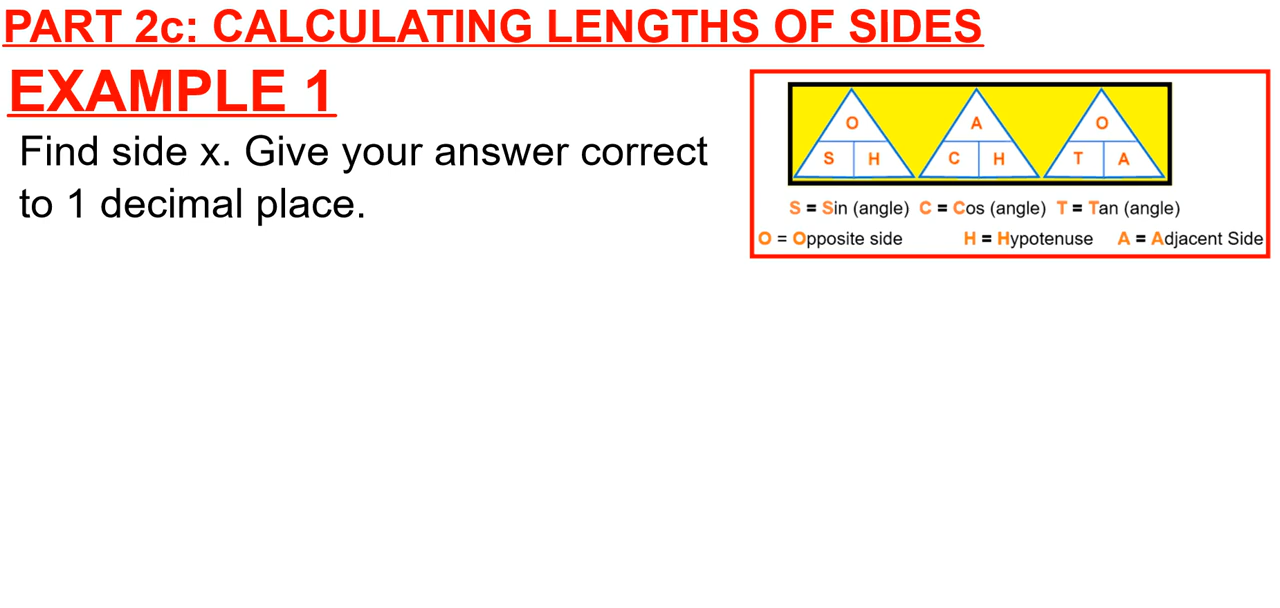 PART 2c: CALCULATING LENGTHS OF SIDES
EXAMPLE 1
Find side x. Give your answer correct
to 1 decimal place.
O A O
S H C H T A
S = Sin (angle) C = Cos (angle) T = Tan (angle)
O = Opposite side H = Hypotenuse A = Adjacent Side